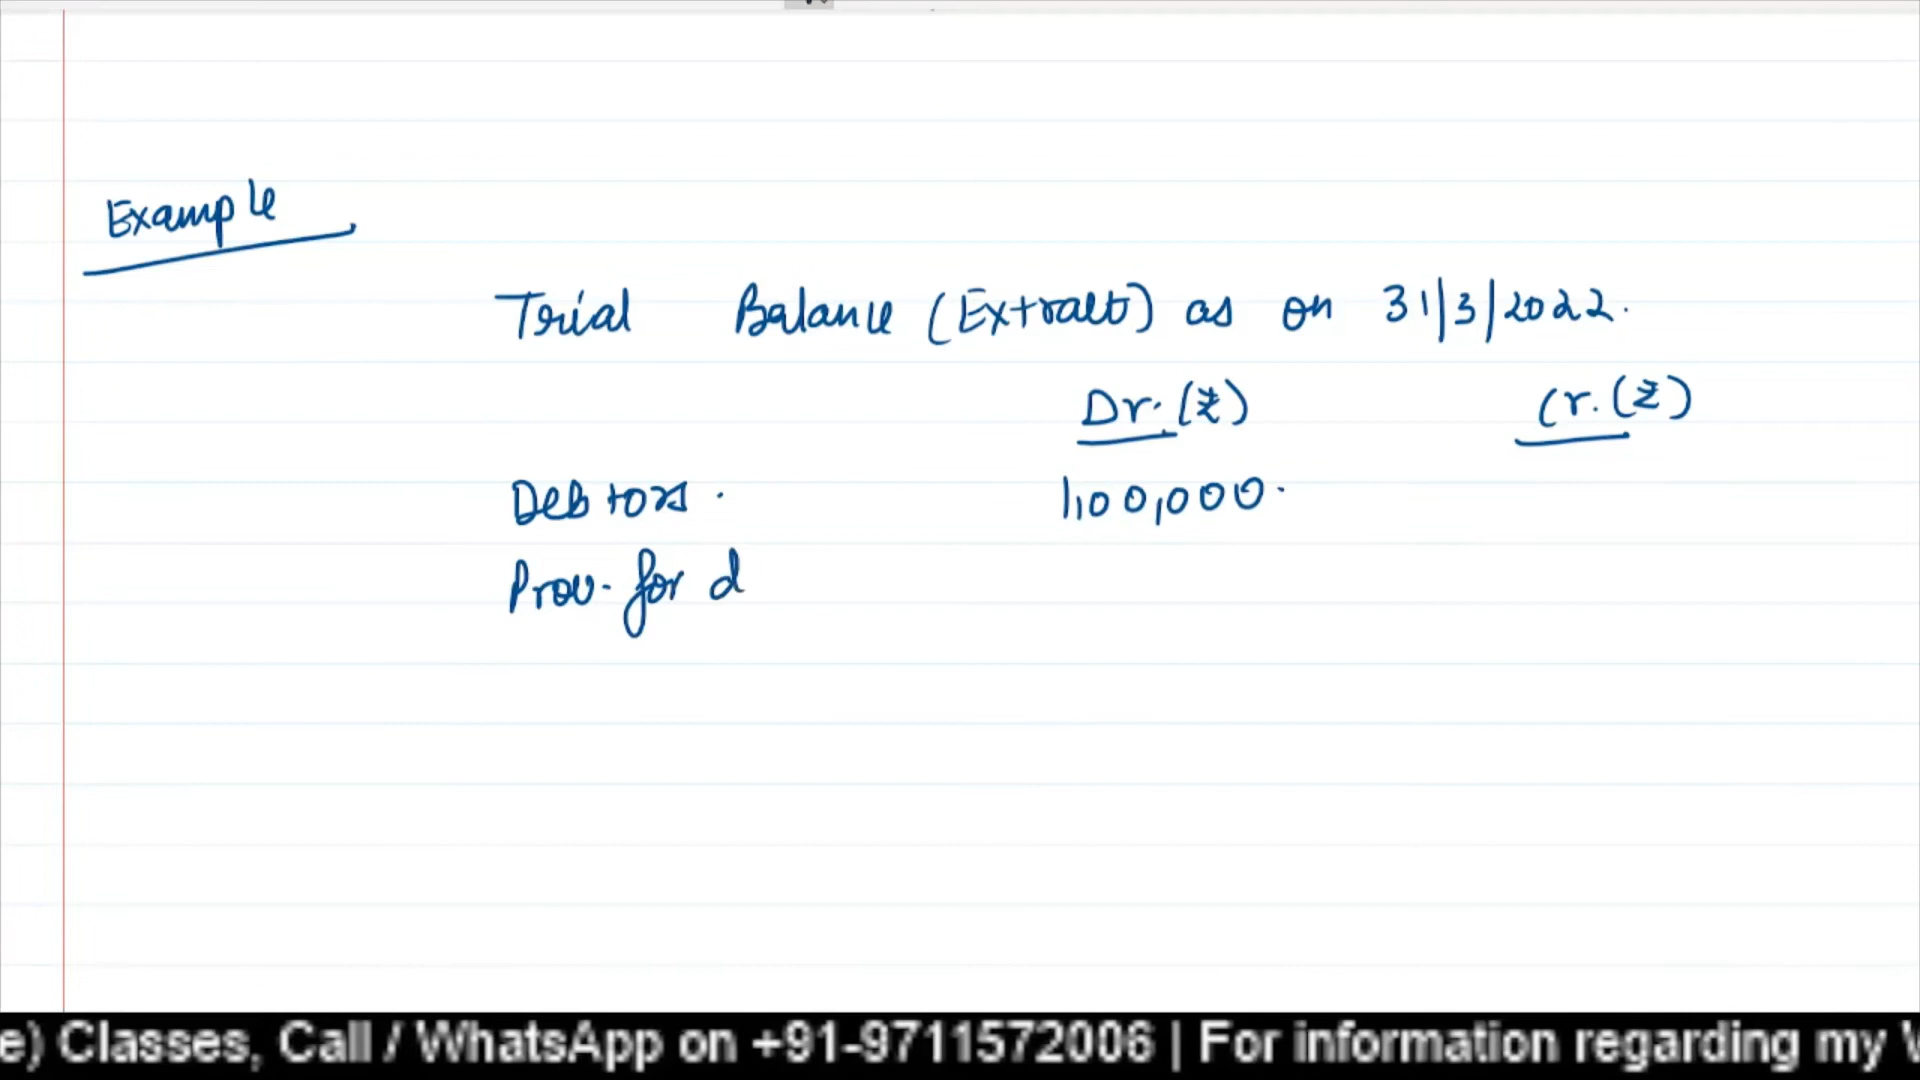 Example
Trial Balance (Extract) as on 31/3/2022.
Dr. (₹) Cr. (₹)
Debtors. 1,00,000.
Prov. for d
e) Classes, Call / WhatsApp on +91-9711572006 | For information regarding my